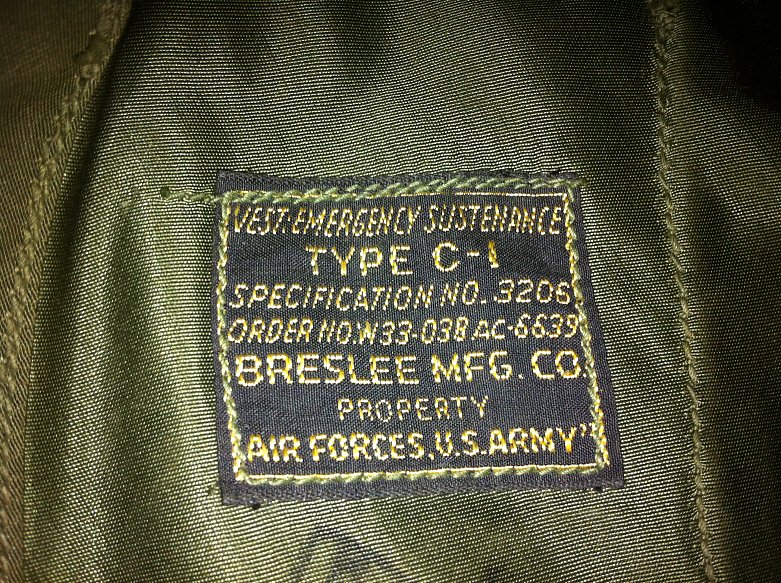 VEST-EMERGENCY SUSTENANCE
TYPE C-1
SPECIFICATION NO. 3206
ORDER NO. W33-038 AC-6639
BRESLEE MFG. CO.
PROPERTY
AIR FORCES, U.S. ARMY"